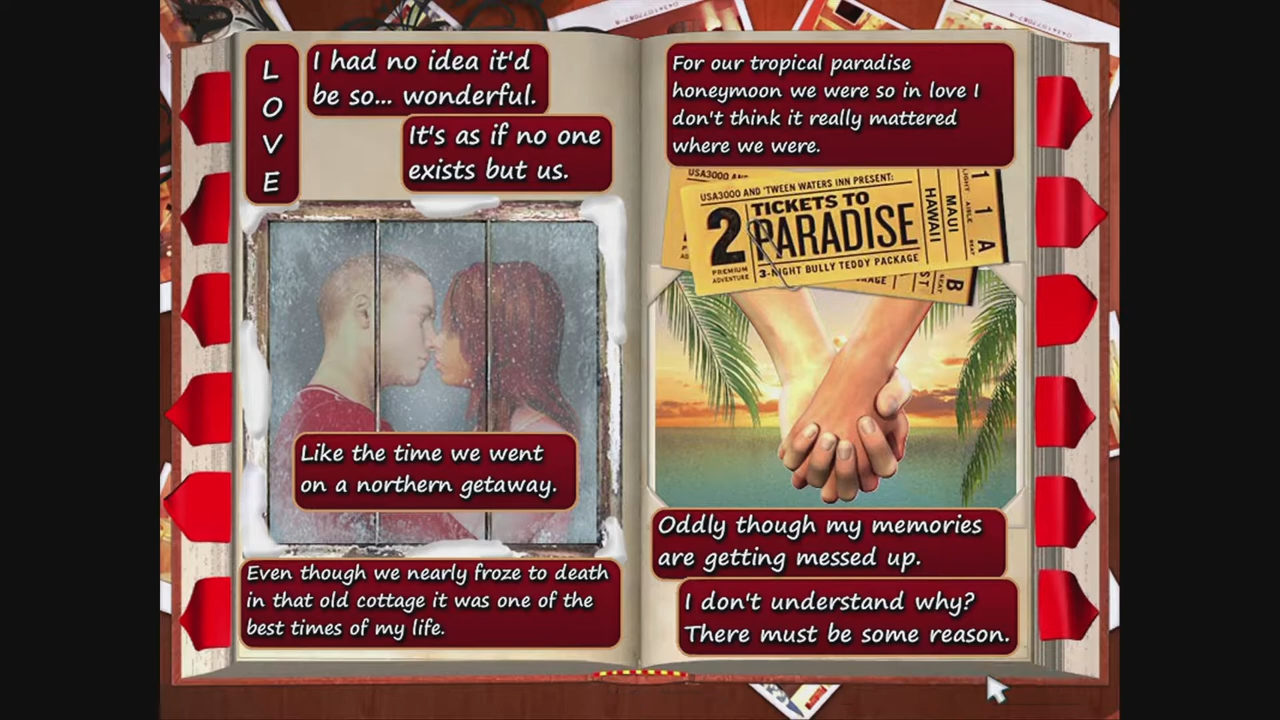 LOVE
I had no idea it'd
be so... wonderful.
It's as if no one
exists but us.
Like the time we went
on a northern getaway.
Even though we nearly froze to death
in that old cottage it was one of the
best times of my life.
For our tropical paradise
honeymoon we were so in love I
don't think it really mattered
where we were.
USA3000 AND 'TWEEN WATERS INN PRESENT:
2 TICKETS TO
PARADISE
PREMIUM
ADVENTURE
3-NIGHT BULLY TEDDY PACKAGE
HAWAII
MAUI
1 1 A
B
Oddly though my memories
are getting messed up.
I don't understand why?
There must be some reason.